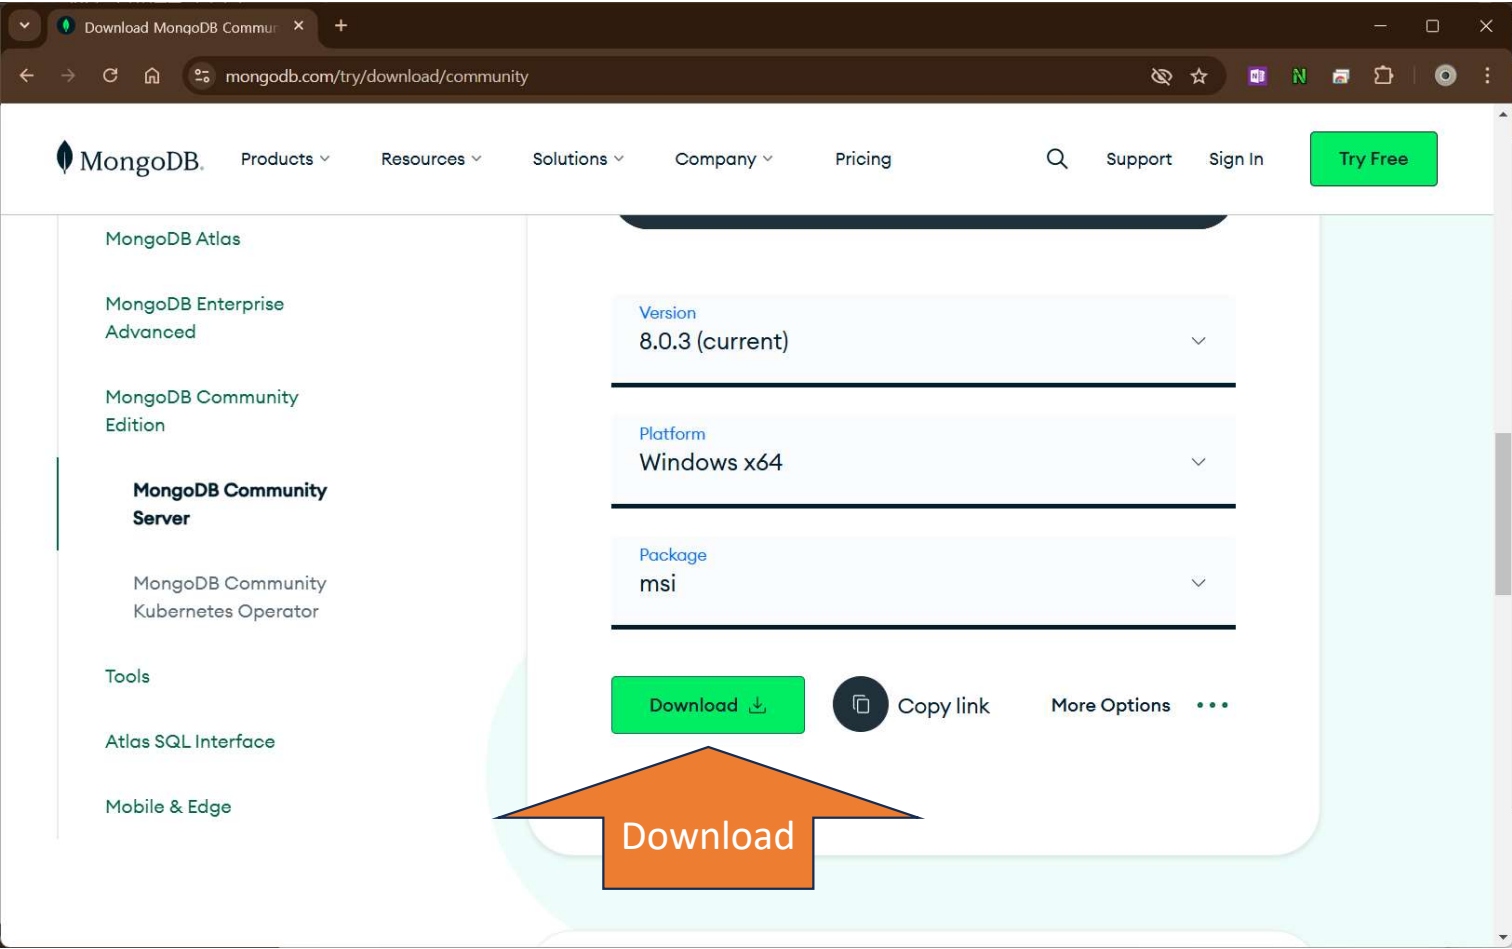 Download MongoDB Commun
mongodb.com/try/download/community
MongoDB.
Products
Resources
Solutions
Company
Pricing
Support
Sign In
Try Free
MongoDB Atlas
MongoDB Enterprise
Advanced
MongoDB Community
Edition
MongoDB Community
Server
MongoDB Community
Kubernetes Operator
Tools
Atlas SQL Interface
Mobile & Edge
Version
8.0.3 (current)
Platform
Windows x64
Package
msi
Download
Copy link
More Options
Download